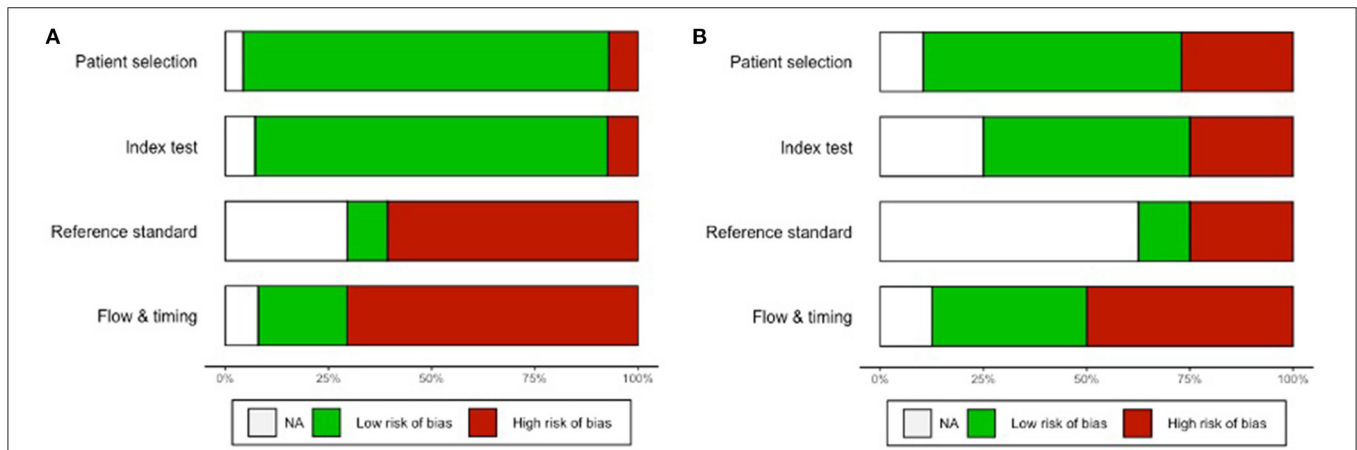 A
Patient selection
Index test
Reference standard
Flow & timing
0% 25% 50% 75% 100%
NA Low risk of bias High risk of bias
B
Patient selection
Index test
Reference standard
Flow & timing
0% 25% 50% 75% 100%
NA Low risk of bias High risk of bias